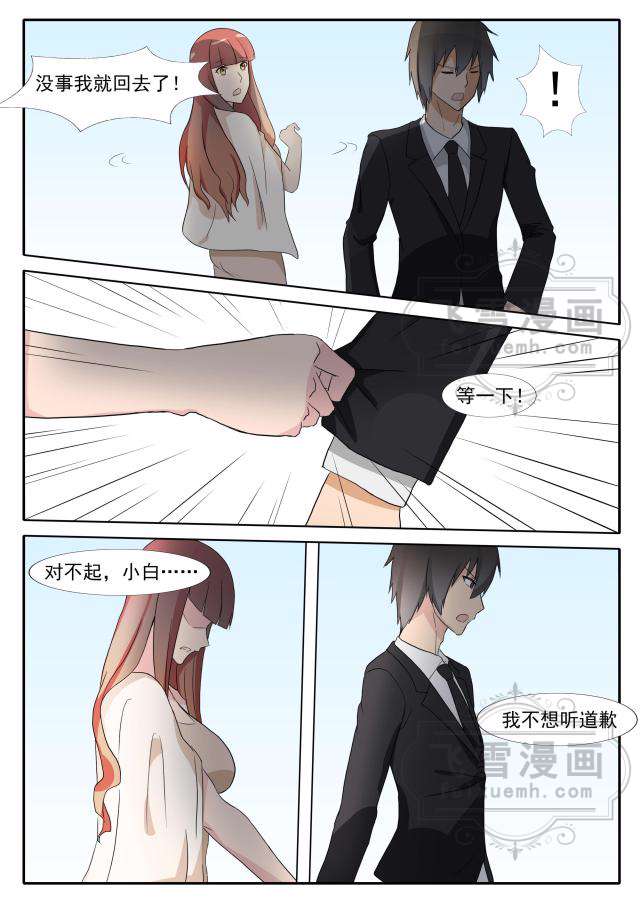 没事我就回去了！
！
飞雪漫画
feixuemh.com
等一下！
对不起，小白……
我不想听道歉
飞雪漫画
feixuemh.com